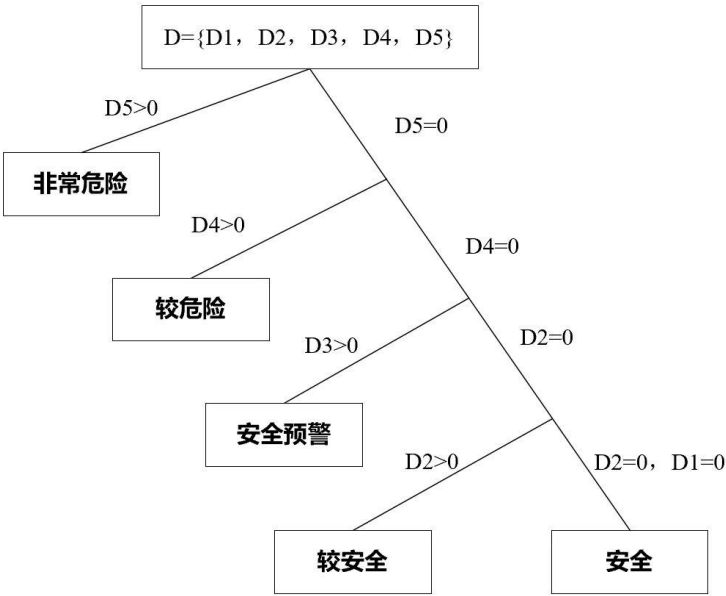 D={D1，D2，D3，D4，D5}
D5>0
D5=0
非常危险
D4>0
D4=0
较危险
D2=0
D3>0
安全预警
D2>0
D2=0，D1=0
较安全
安全